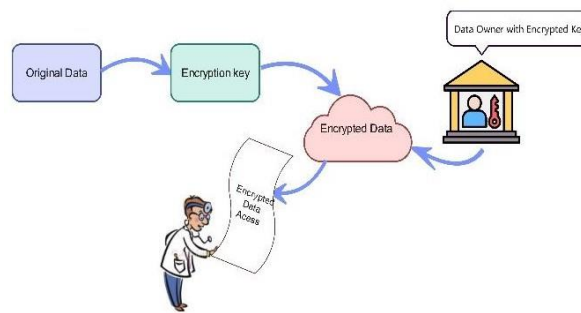 Data Owner with Encrypted Ke
Original Data
Encryption key
Encrypted Data
Encrypted
Data
Acess